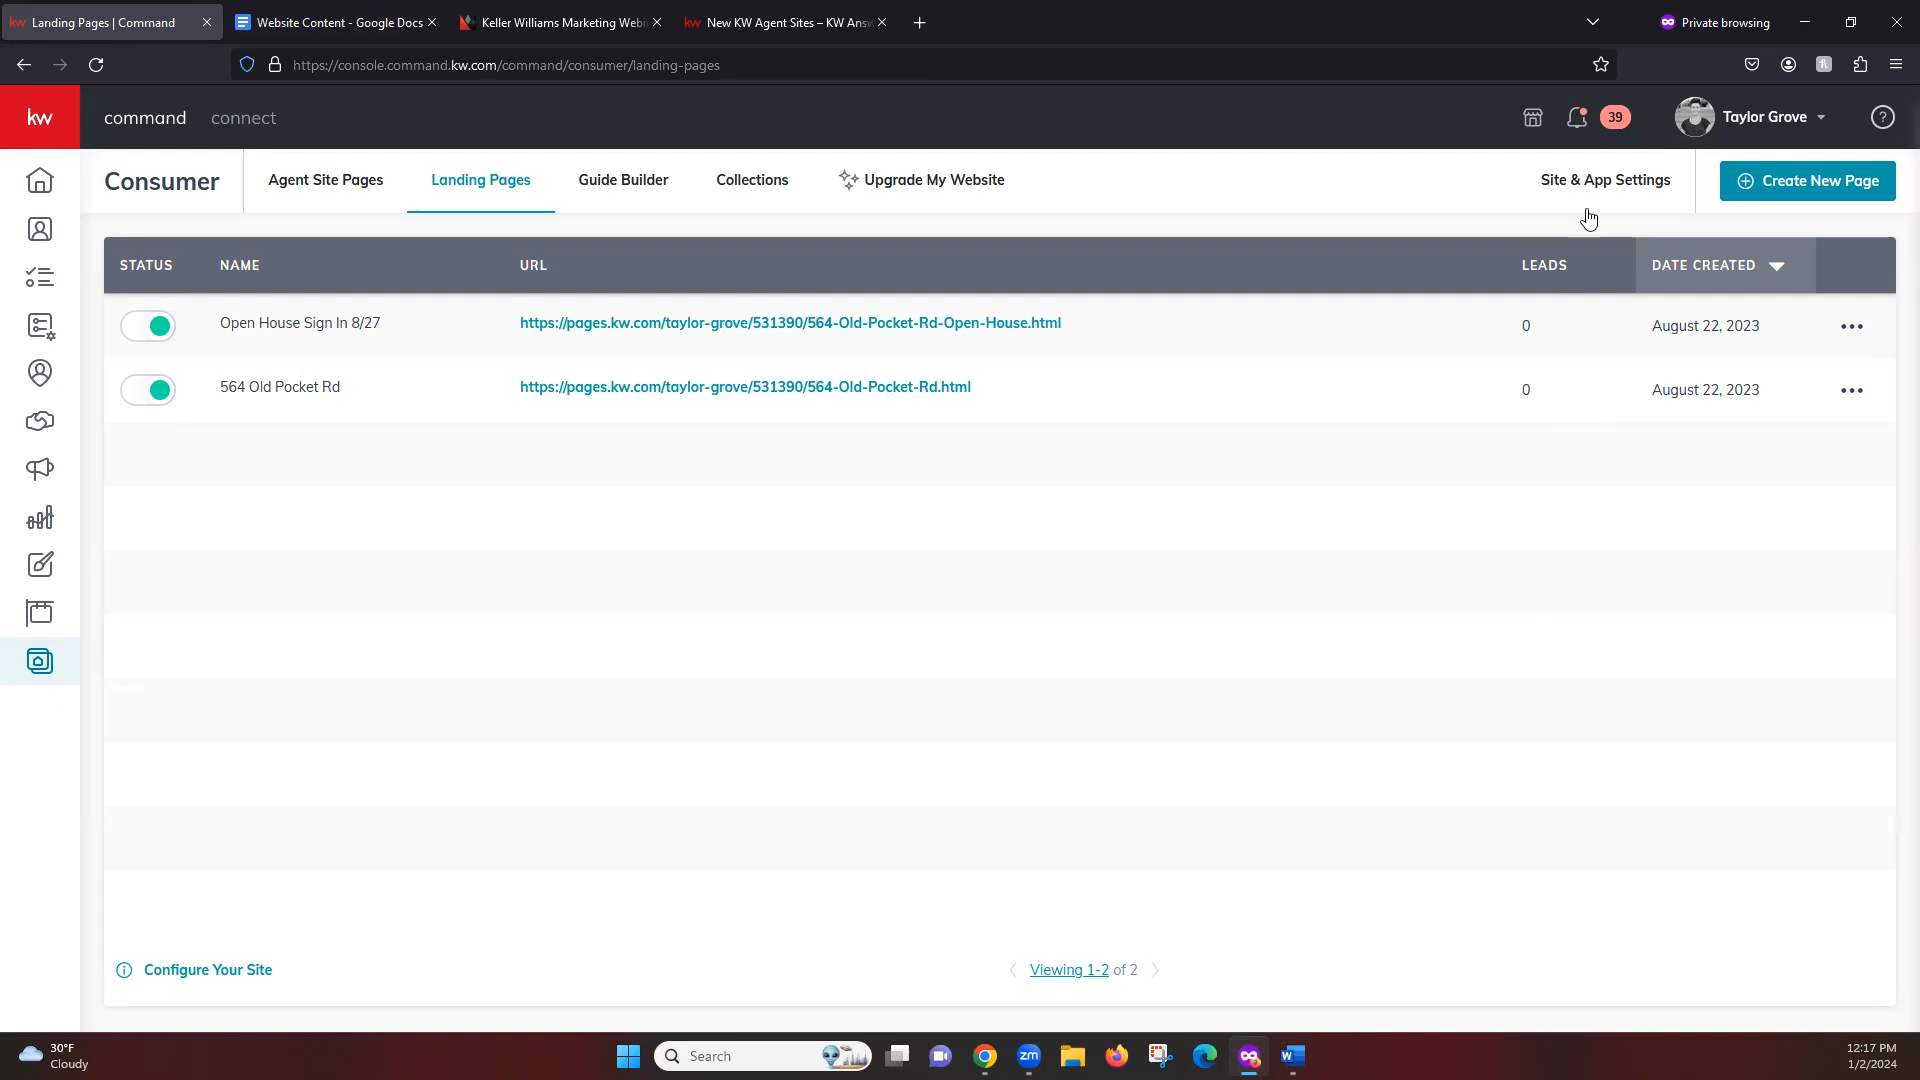 Landing Pages | Command
Website Content - Google Docs
Keller Williams Marketing Webi
New KW Agent Sites – KW Answ
Private browsing
https://console.command.kw.com/command/consumer/landing-pages
kw
command
connect
39
Taylor Grove
Consumer
Agent Site Pages
Landing Pages
Guide Builder
Collections
Upgrade My Website
Site & App Settings
Create New Page
STATUS
NAME
URL
LEADS
DATE CREATED
Open House Sign In 8/27
https://pages.kw.com/taylor-grove/531390/564-Old-Pocket-Rd-Open-House.html
0
August 22, 2023
564 Old Pocket Rd
https://pages.kw.com/taylor-grove/531390/564-Old-Pocket-Rd.html
0
August 22, 2023
Configure Your Site
Viewing 1-2 of 2
30°F
Cloudy
Search
zm
12:17 PM
1/2/2024